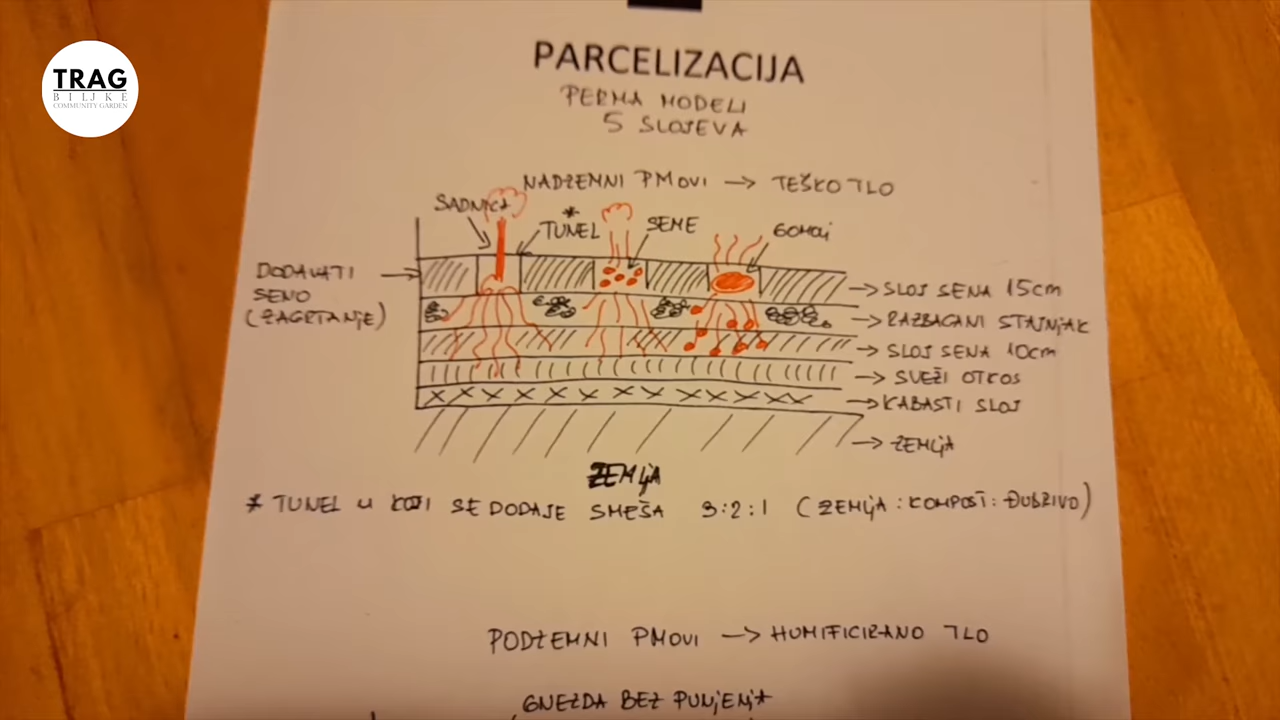 TRAG
BILJKE
COMMUNITY GARDEN
PARCELIZACIJA
PERMA MODELI
5 SLOJEVA
NADZEMNI PMOVI → TEŠKO TLO
SADNICA
* TUNEL
SEME
GOMOLJ
DODAVATI
SENO
(ZAGRTANJE)
→ SLOJ SENA 15cm
→ RAZBACANI STAJNJAK
→ SLOJ SENA 10cm
→ SVEŽI OTKOS
→ KABASTI SLOJ
→ ZEMLJA
ZEMLJA
* TUNEL U KOJI SE DODAJE SMEŠA 3:2:1 (ZEMLJA : KOMPOST : ĐUBRIVO)
PODZEMNI PMOVI → HUMIFICIRANO TLO
GNEZDA BEZ PUNJENJA